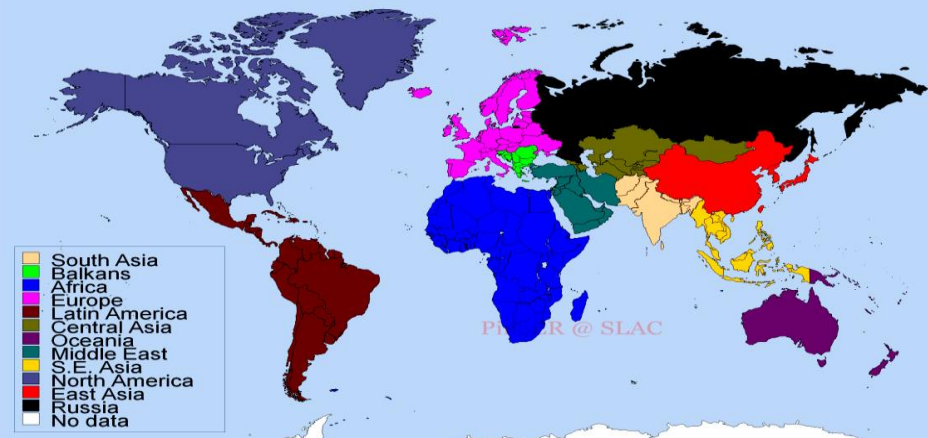 South Asia
Balkans
Africa
Europe
Latin America
Central Asia
Oceania
Middle East
S.E. Asia
North America
East Asia
Russia
No data
@ SLAC